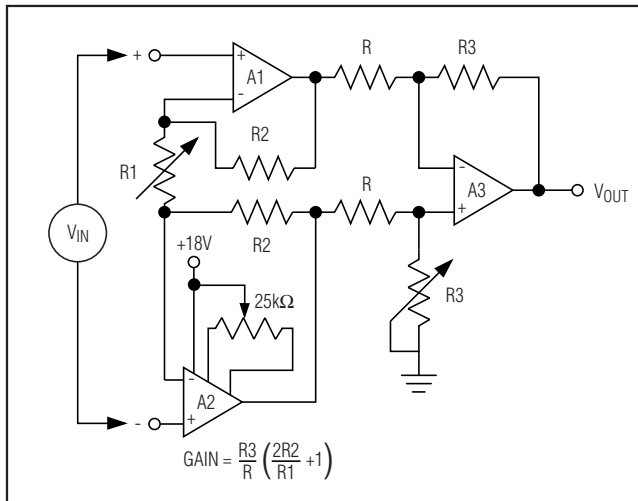 R
R3
+
+
A1
-
R2
R1
-
A3
+
VOUT
R
VIN
R2
+18V
25kΩ
R3
-
A2
+
-
GAIN = R3/R (2R2/R1 +1)